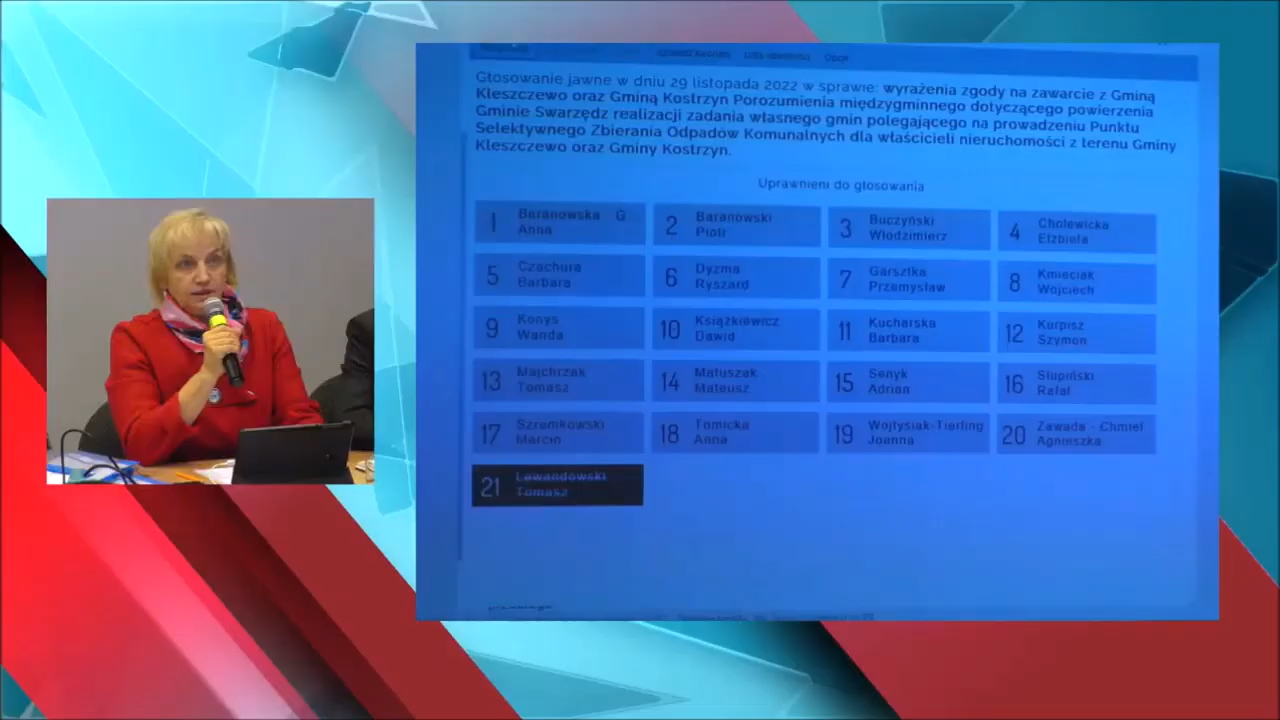 Głosowanie jawne w dniu 29 listopada 2022 w sprawie: wyrażenia zgody na zawarcie z Gminą
Kleszczewo oraz Gminą Kostrzyn Porozumienia międzygminnego dotyczącego powierzenia
Gminie Swarzędz realizacji zadania własnego gmin polegającego na prowadzeniu Punktu
Selektywnego Zbierania Odpadów Komunalnych dla właścicieli nieruchomości z terenu Gminy
Kleszczewo oraz Gminy Kostrzyn.
Uprawnieni do głosowania
1 Baranowska G Anna
2 Baranowski Piotr
3 Buczyński Włodzimierz
4 Cholewicka Elżbieta
5 Czachura Barbara
6 Dyzma Ryszard
7 Garsztka Przemysław
8 Kmieciak Wojciech
9 Konys Wanda
10 Książkiewicz Dawid
11 Kucharska Barbara
12 Kurpisz Szymon
13 Majchrzak Tomasz
14 Matuszak Mateusz
15 Senyk Adrian
16 Słupiński Rafał
17 Szramkowski Marcin
18 Tomicka Anna
19 Wojtysiak-Tierling Joanna
20 Zawada - Chmiel Agnieszka
21 Lawandowski Tomasz